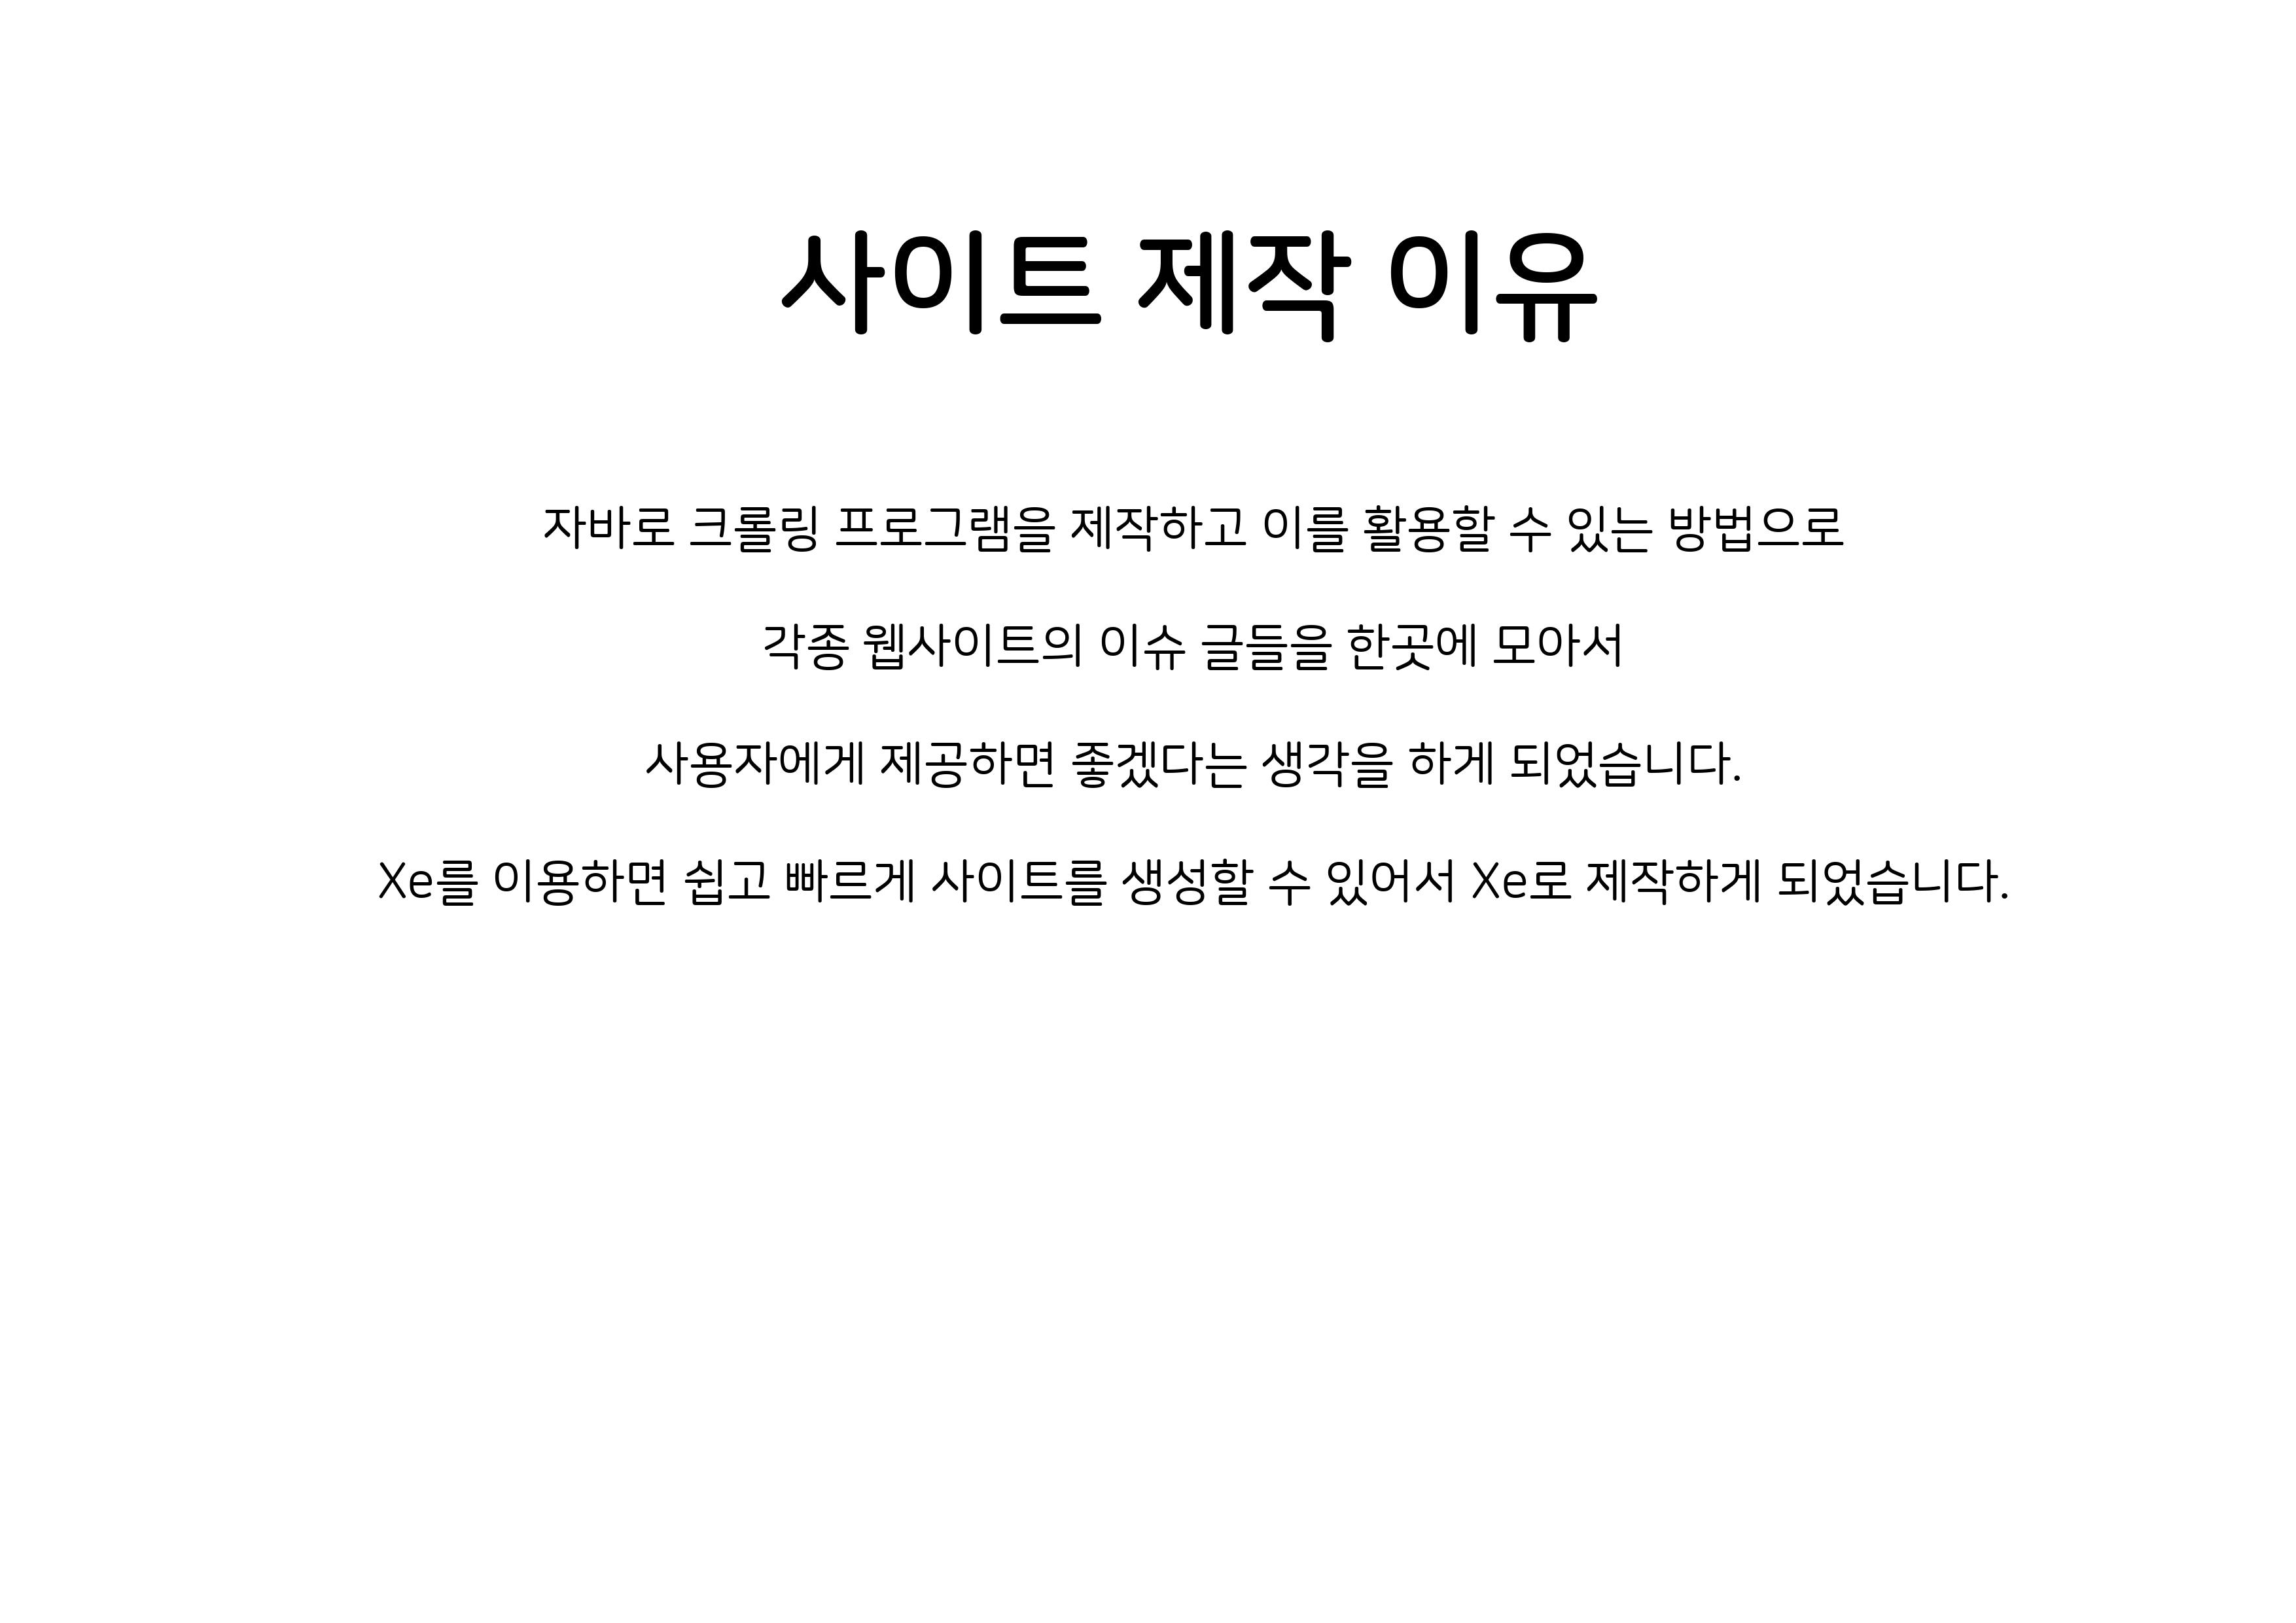 사이트 제작 이유
자바로 크롤링 프로그램을 제작하고 이를 활용할 수 있는 방법으로
각종 웹사이트의 이슈 글들을 한곳에 모아서
사용자에게 제공하면 좋겠다는 생각을 하게 되었습니다.
Xe를 이용하면 쉽고 빠르게 사이트를 생성할 수 있어서 Xe로 제작하게 되었습니다.